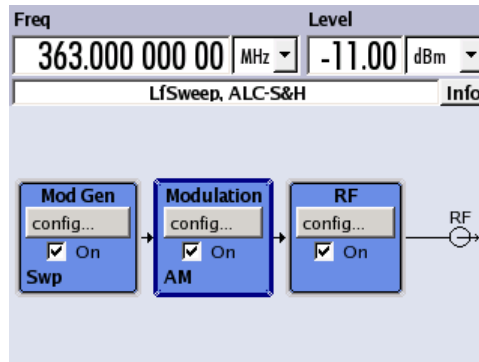 Freq Level
363.000 000 00 MHz -11.00 dBm
LfSweep, ALC-S&H Info
Mod Gen Modulation RF
config... config... config... RF
On On On
Swp AM